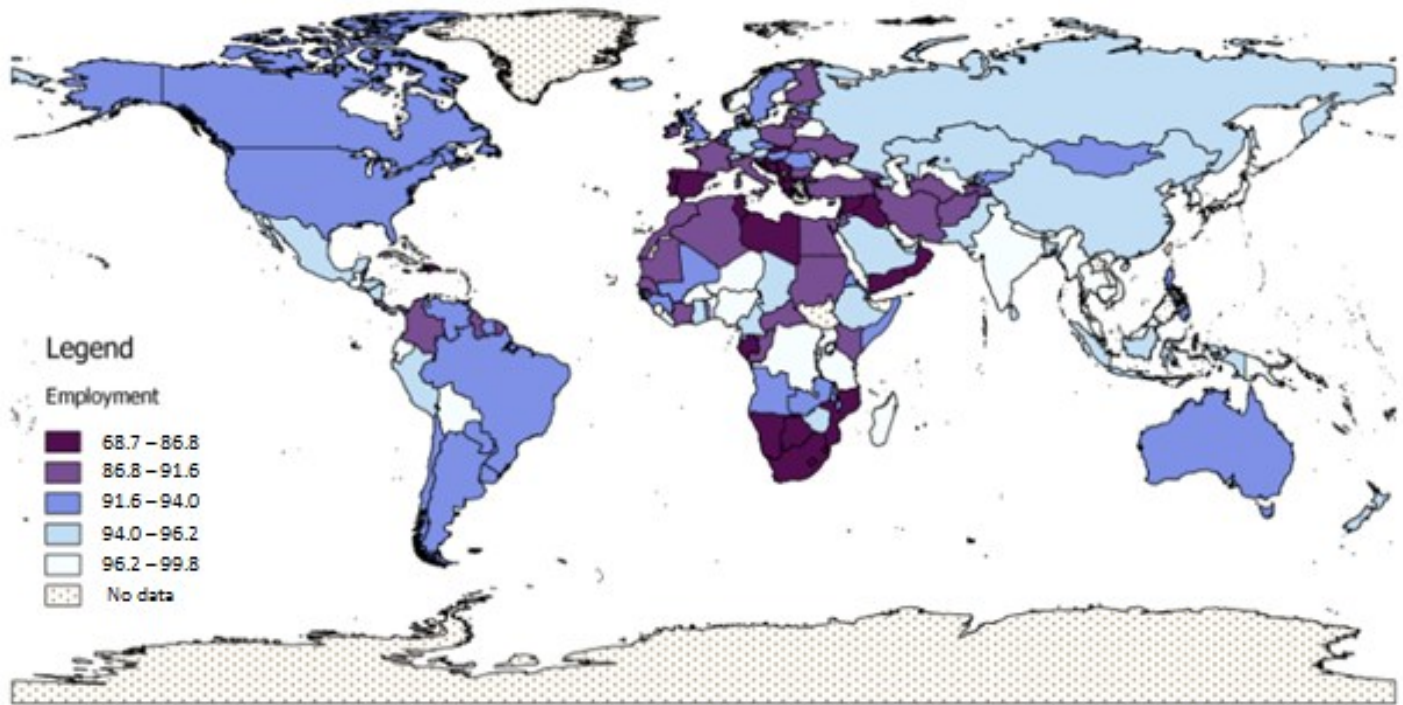 Legend
Employment
68.7 – 86.8
86.8 – 91.6
91.6 – 94.0
94.0 – 96.2
96.2 – 99.8
No data